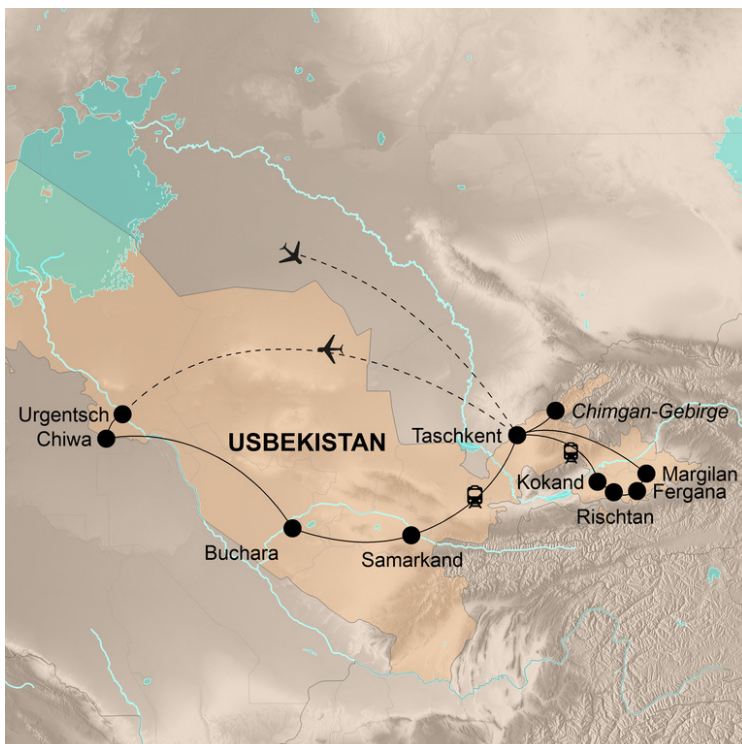 Urgentsch
Chiwa
USBEKISTAN
Taschkent
Chimgan-Gebirge
Kokand
Margilan
Fergana
Rischtan
Buchara
Samarkand